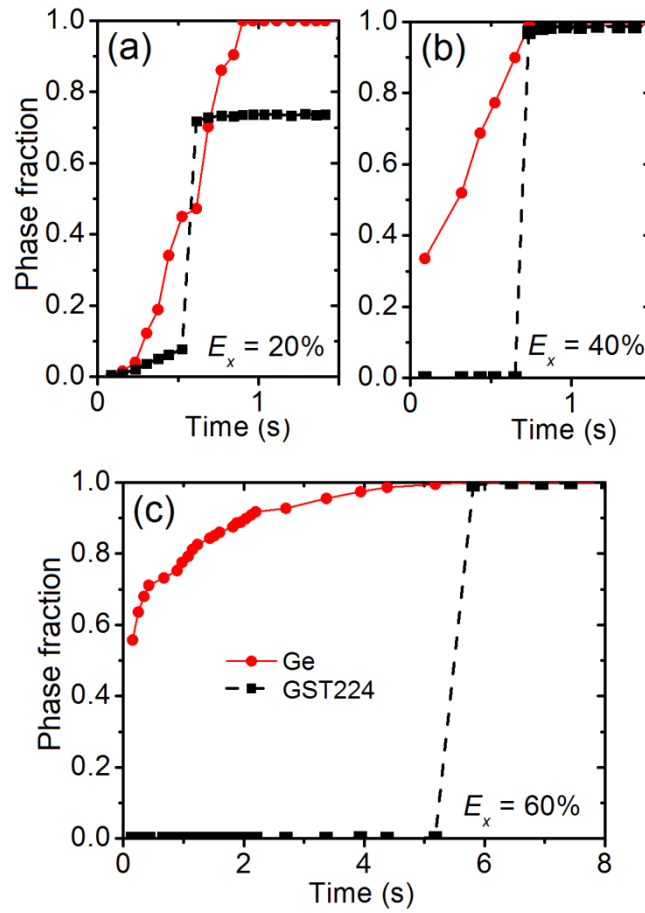 (a)
1.0
0.8
0.6
0.4
0.2
0.0
Phase fraction
E_x = 20%
0
1
Time (s)
(b)
1.0
0.8
0.6
0.4
0.2
0.0
E_x = 40%
0
1
Time (s)
(c)
1.0
0.8
0.6
0.4
0.2
0.0
Phase fraction
Ge
GST224
E_x = 60%
0 2 4 6 8
Time (s)